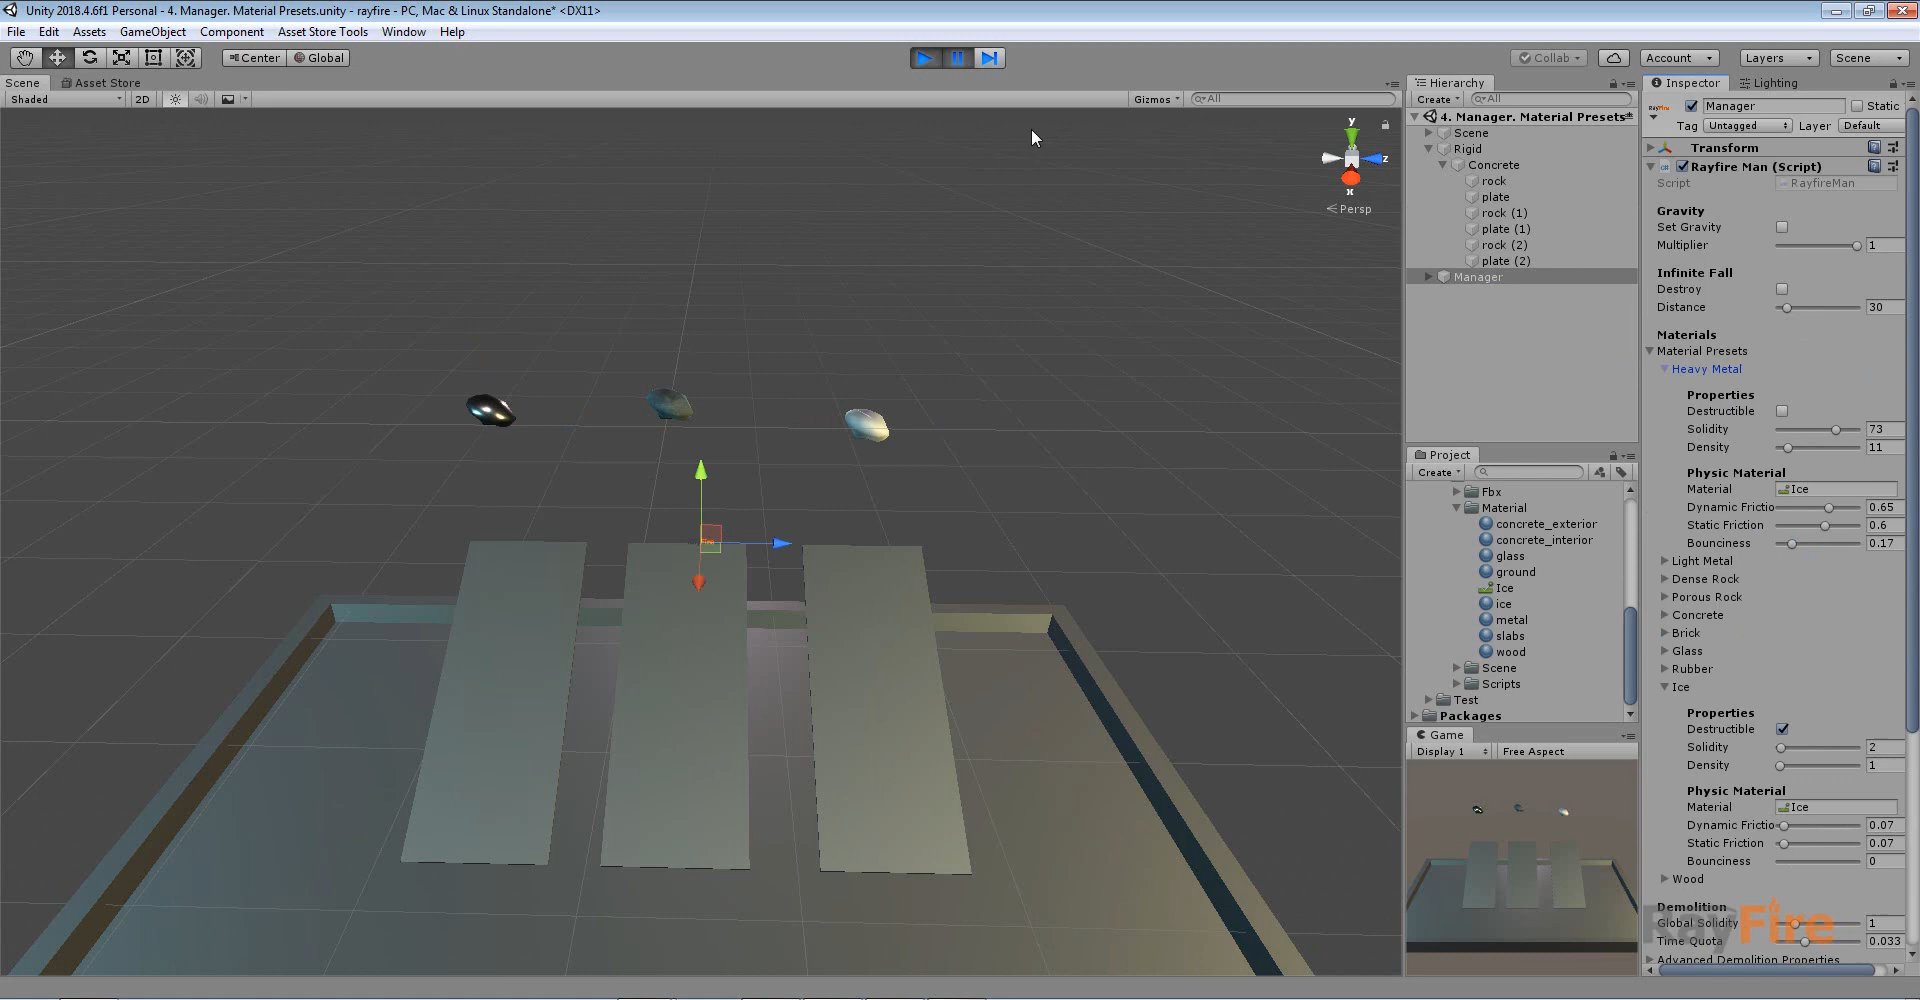 Unity 2018.4.6f1 Personal - 4. Manager. Material Presets.unity - rayfire - PC, Mac & Linux Standalone* <DX11>
File Edit Assets GameObject Component Asset Store Tools Window Help
Center Global Collab Account Layers Scene
Scene Asset Store
Shaded 2D Gizmos All
y
z
x
Persp
Hierarchy
Create All
4. Manager. Material Presets*
Scene
Rigid
Concrete
rock
plate
rock (1)
plate (1)
rock (2)
plate (2)
Manager
Project
Create
Fbx
Material
concrete_exterior
concrete_interior
glass
ground
Ice
ice
metal
slabs
wood
Scene
Scripts
Test
Packages
Game
Display 1 Free Aspect
Inspector Lighting
Manager Static
Tag Untagged Layer Default
Transform
Rayfire Man (Script)
Script RayfireMan
Gravity
Set Gravity
Multiplier 1
Infinite Fall
Destroy
Distance 30
Materials
Material Presets
Heavy Metal
Properties
Destructible
Solidity 73
Density 11
Physic Material
Material Ice
Dynamic Frictio 0.65
Static Friction 0.6
Bounciness 0.17
Light Metal
Dense Rock
Porous Rock
Concrete
Brick
Glass
Rubber
Ice
Properties
Destructible
Solidity 2
Density 1
Physic Material
Material Ice
Dynamic Frictio 0.07
Static Friction 0.07
Bounciness 0
Wood
Demolition
Global Solidity 1
Time Quota 0.033
Advanced Demolition Properties
RayFire